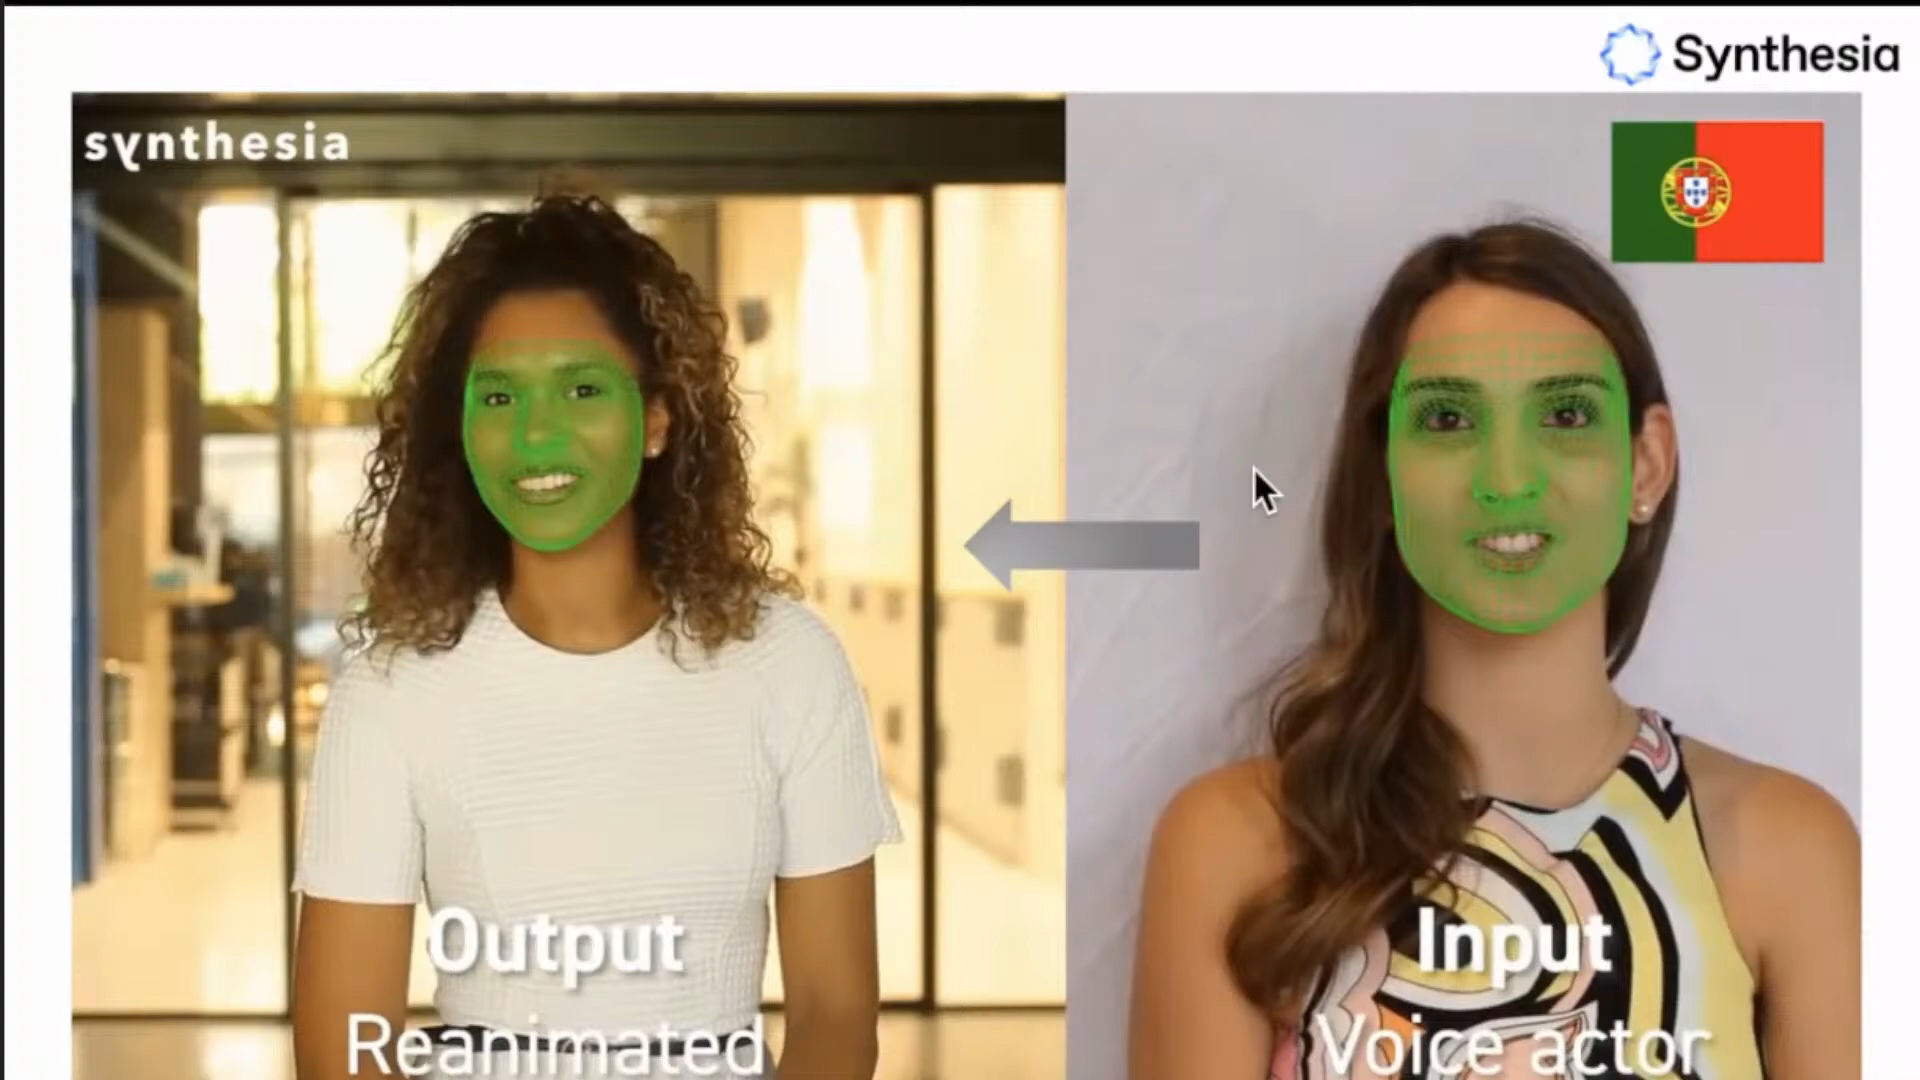 Synthesia
synthesia
Output
Reanimated
Input
Voice actor